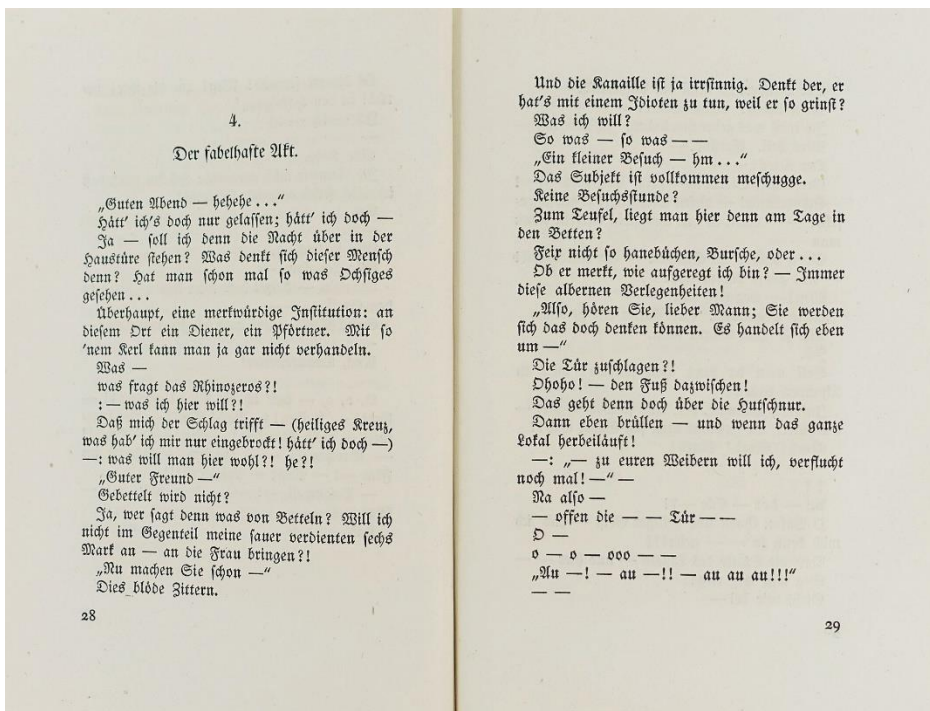 4.
Der fabelhafte Akt.
„Guten Abend — hehehe . . .“
Hätt' ich's doch nur gelassen; hätt' ich doch —
Ja — soll ich denn die Nacht über in der
Haustüre stehen? Was denkt sich dieser Mensch
denn? Hat man schon mal so was Ochsiges
gesehen . . .
Überhaupt, eine merkwürdige Institution: an
diesem Ort ein Diener, ein Pförtner. Mit so
'nem Kerl kann man ja gar nicht verhandeln.
Was —
was fragt das Rhinozeros?!
: — was ich hier will?!
Daß mich der Schlag trifft — (heiliges Kreuz,
was hab' ich mir nur eingebrockt! hätt' ich doch —)
—: was will man hier wohl?! he?!
„Guter Freund —“
Gebettelt wird nicht?
Ja, wer sagt denn was von Betteln? Will ich
nicht im Gegenteil meine sauer verdienten sechs
Mark an — an die Frau bringen?!
„Nu machen Sie schon —“
Dies blöde Zittern.
28
Und die Kanaille ist ja irrsinnig. Denkt der, er
hat's mit einem Idioten zu tun, weil er so grinst?
Was ich will?
So was — so was — —
„Ein kleiner Besuch — hm . . .“
Das Subjekt ist vollkommen meschugge.
Keine Besuchsstunde?
Zum Teufel, liegt man hier denn am Tage in
den Betten?
Feix nicht so hanebüchen, Bursche, oder . . .
Ob er merkt, wie aufgeregt ich bin? — Immer
diese albernen Verlegenheiten!
„Also, hören Sie, lieber Mann; Sie werden
sich das doch denken können. Es handelt sich eben
um —“
Die Tür zuschlagen?!
Ohoho! — den Fuß dazwischen!
Das geht denn doch über die Hutschnur.
Dann eben brüllen — und wenn das ganze
Lokal herbeiläuft!
—: „— zu euren Weibern will ich, verflucht
noch mal! —“ —
Na also —
— offen die — — Tür — —
O —
o — o — ooo — — —
„Au —! — au —!! — au au au!!!“
— —
29